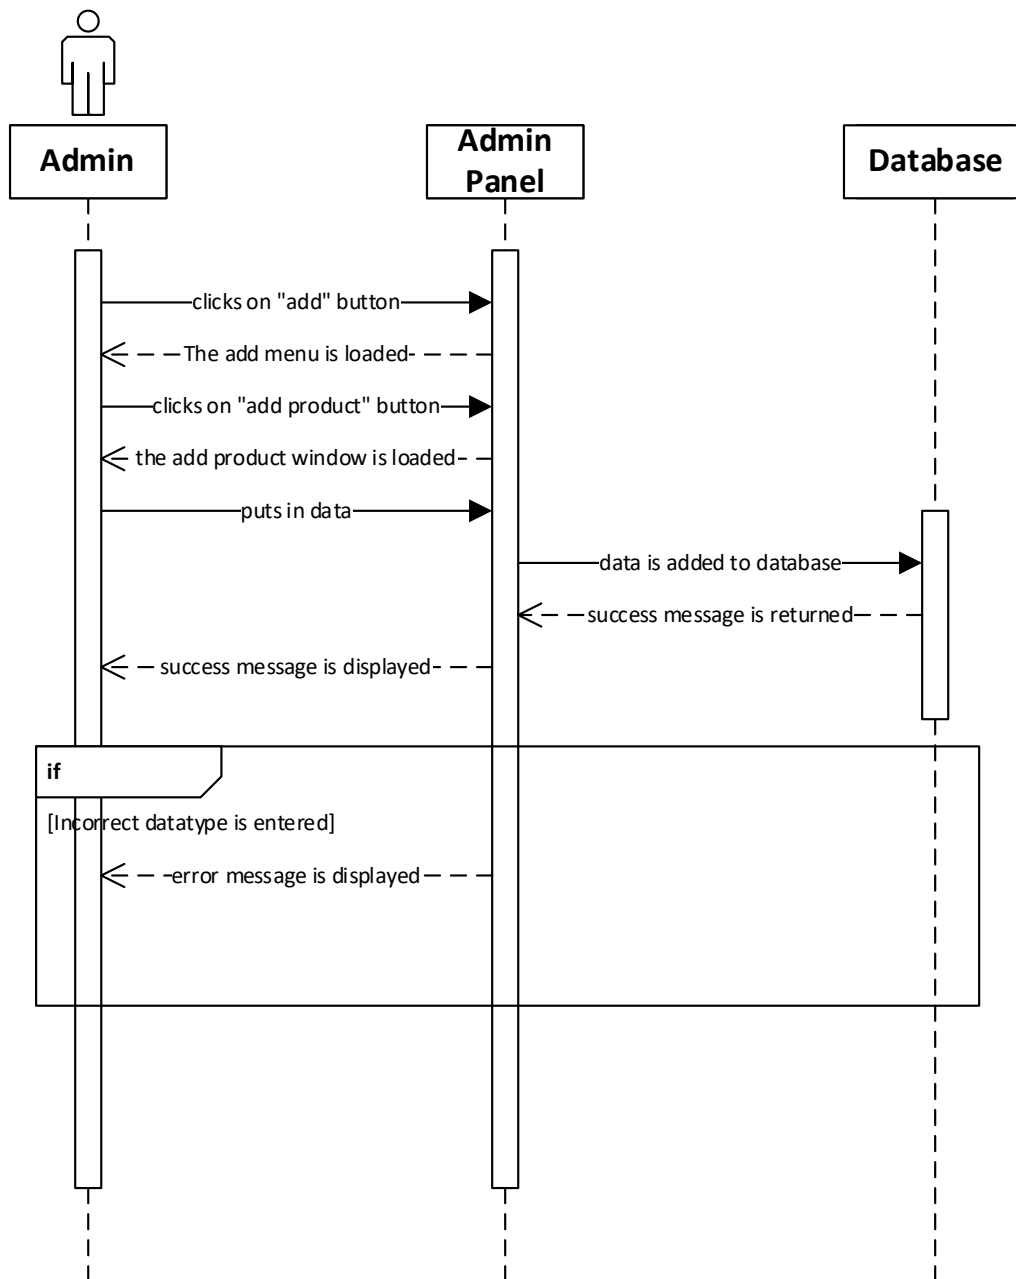 Admin
Admin
Panel
Database
clicks on "add" button
The add menu is loaded
clicks on "add product" button
the add product window is loaded
puts in data
data is added to database
success message is returned
success message is displayed
if
[Incorrect datatype is entered]
error message is displayed